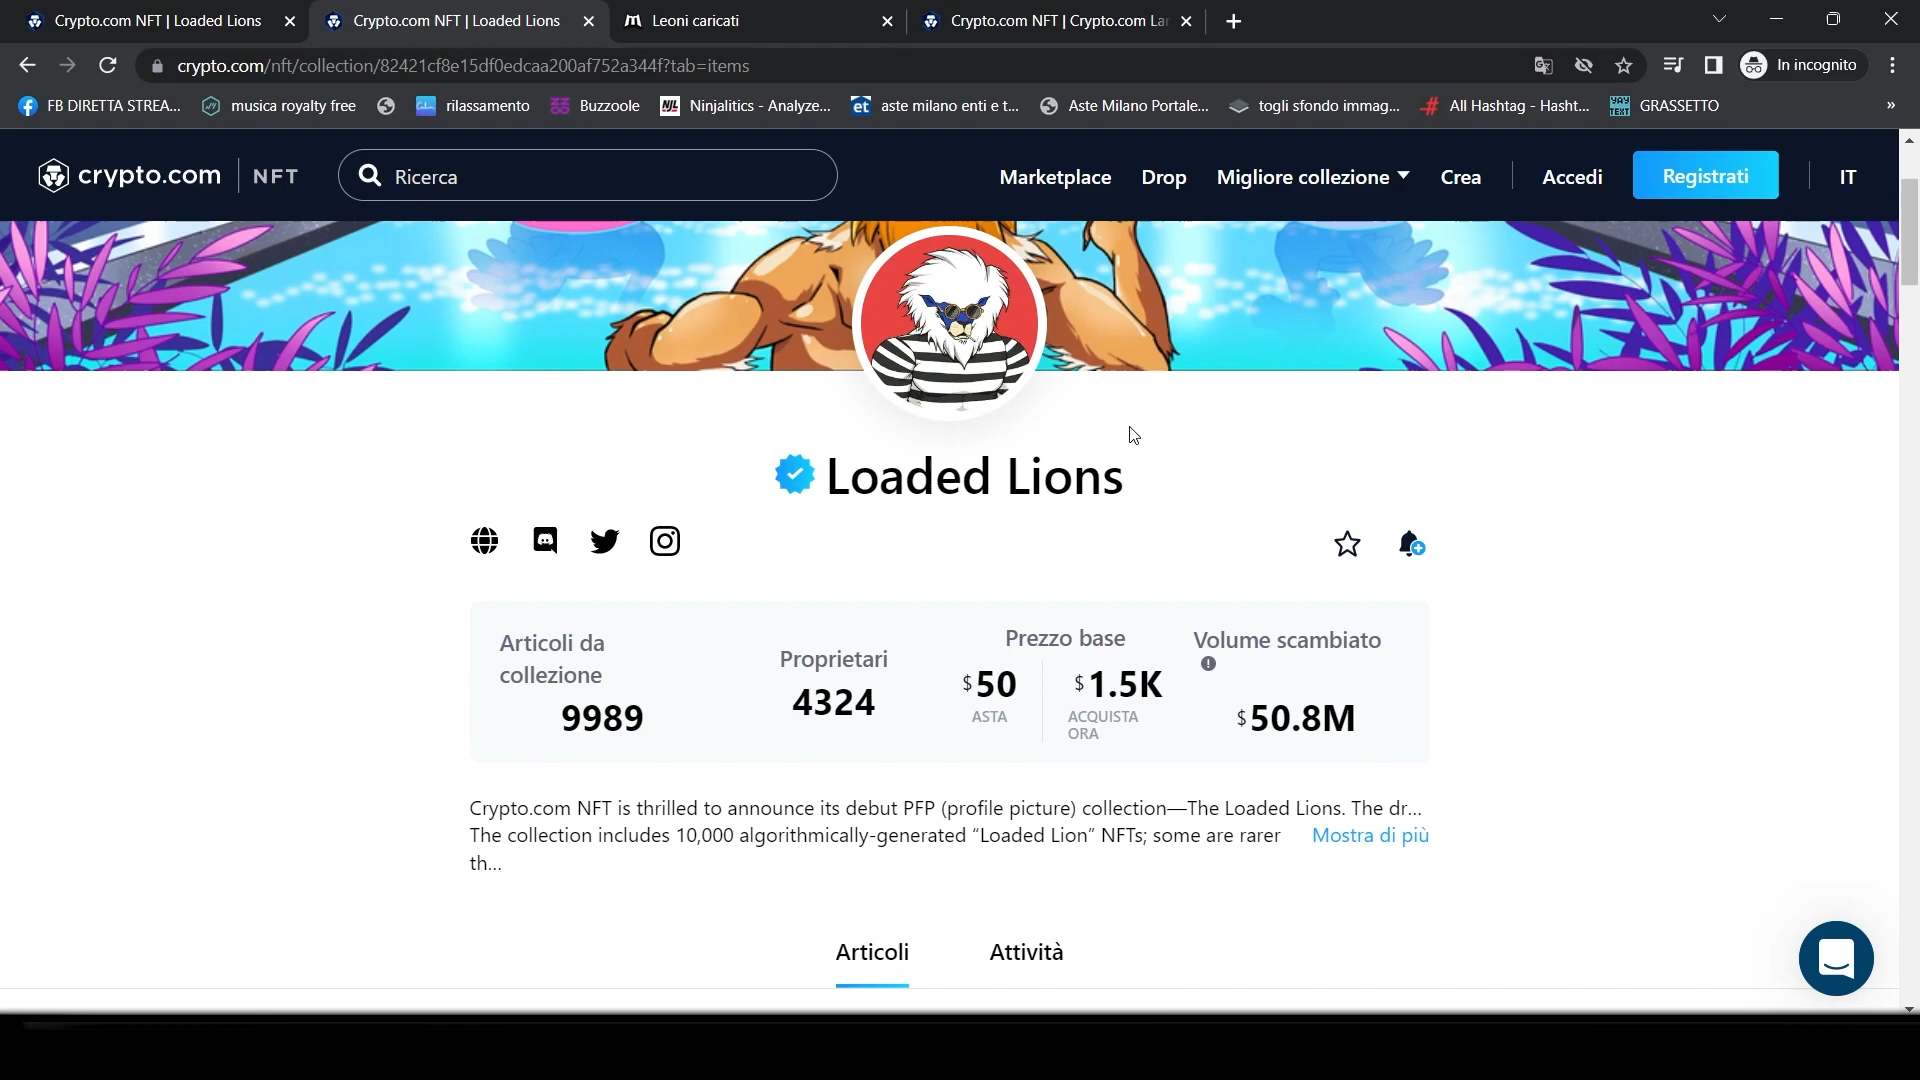 Crypto.com NFT | Loaded Lions
Crypto.com NFT | Loaded Lions
Leoni caricati
Crypto.com NFT | Crypto.com Lar
crypto.com/nft/collection/82421cf8e15df0edcaa200af752a344f?tab=items
In incognito
FB DIRETTA STREA...
musica royalty free
rilassamento
Buzzoole
NJL
Ninjalitics - Analyze...
et
aste milano enti e t...
Aste Milano Portale...
togli sfondo immag...
All Hashtag - Hasht...
YAY
TEXT
GRASSETTO
»
crypto.com
NFT
Ricerca
Marketplace
Drop
Migliore collezione
Crea
Accedi
Registrati
IT
Loaded Lions
Articoli da
collezione
9989
Proprietari
4324
Prezzo base
$50
ASTA
$1.5K
ACQUISTA
ORA
Volume scambiato
$50.8M
Crypto.com NFT is thrilled to announce its debut PFP (profile picture) collection—The Loaded Lions. The dr...
The collection includes 10,000 algorithmically-generated “Loaded Lion” NFTs; some are rarer
th...
Mostra di più
Articoli
Attività